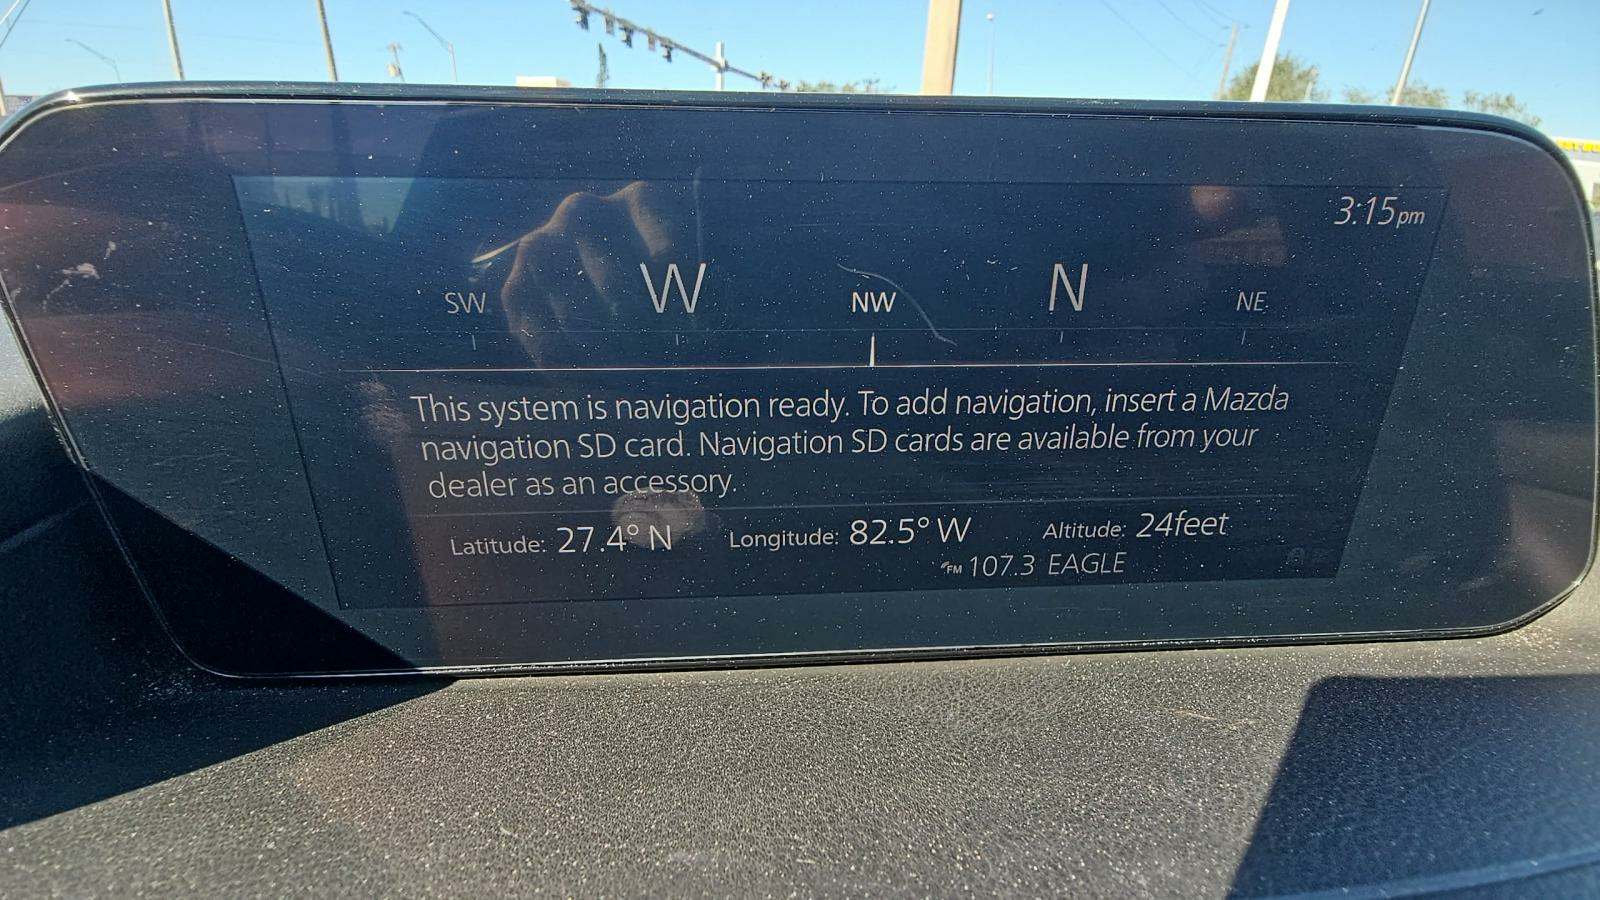 3:15pm
SW W NW N NE
This system is navigation ready. To add navigation, insert a Mazda
navigation SD card. Navigation SD cards are available from your
dealer as an accessory.
Latitude: 27.4° N Longitude: 82.5° W Altitude: 24feet
FM 107.3 EAGLE